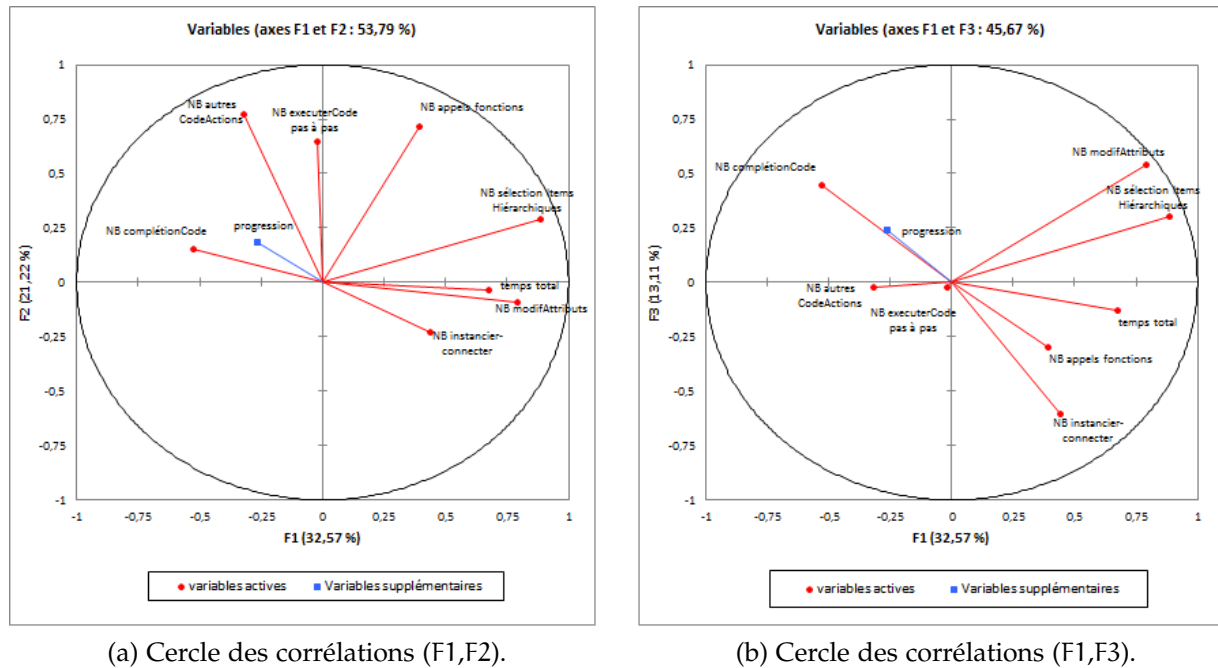 Variables (axes F1 et F2 : 53,79 %)
F2 (21,22 %)
1
0,75
0,5
0,25
0
-0,25
-0,5
-0,75
-1
NB autres
CodeActions
NB executerCode
pas à pas
NB appels fonctions
NB sélection items
Hiérarchiques
NB complétionCode
progression
temps total
NB modifAttributs
NB instancier-
connecter
-1
-0,75
-0,5
-0,25
0
0,25
0,5
0,75
1
F1 (32,57 %)
variables actives
Variables supplémentaires
(a) Cercle des corrélations (F1,F2).
Variables (axes F1 et F3 : 45,67 %)
F3 (13,11 %)
1
0,75
0,5
0,25
0
-0,25
-0,5
-0,75
-1
NB modifAttributs
NB complétionCode
NB sélection items
Hiérarchiques
progression
NB autres
CodeActions
NB executerCode
pas à pas
temps total
NB appels fonctions
NB instancier-
connecter
-1
-0,75
-0,5
-0,25
0
0,25
0,5
0,75
1
F1 (32,57 %)
variables actives
Variables supplémentaires
(b) Cercle des corrélations (F1,F3).